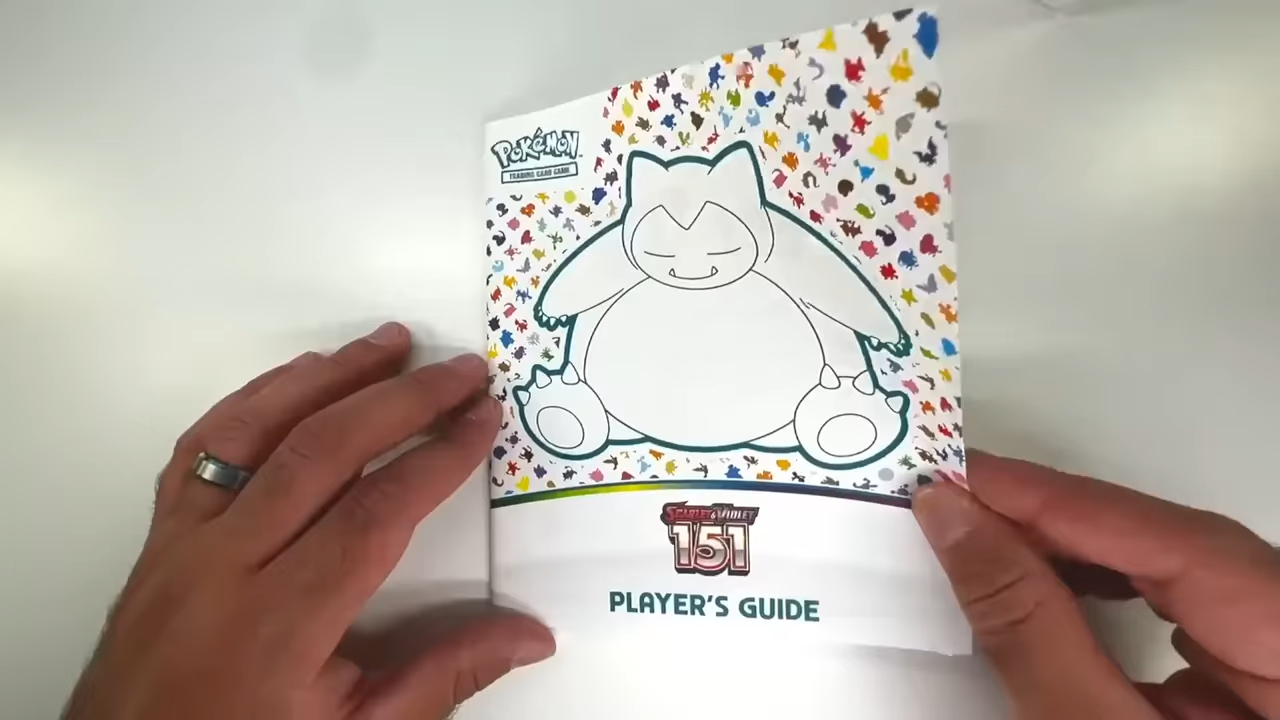 POKÉMON
TRADING CARD GAME
SCARLET & VIOLET
151
PLAYER'S GUIDE